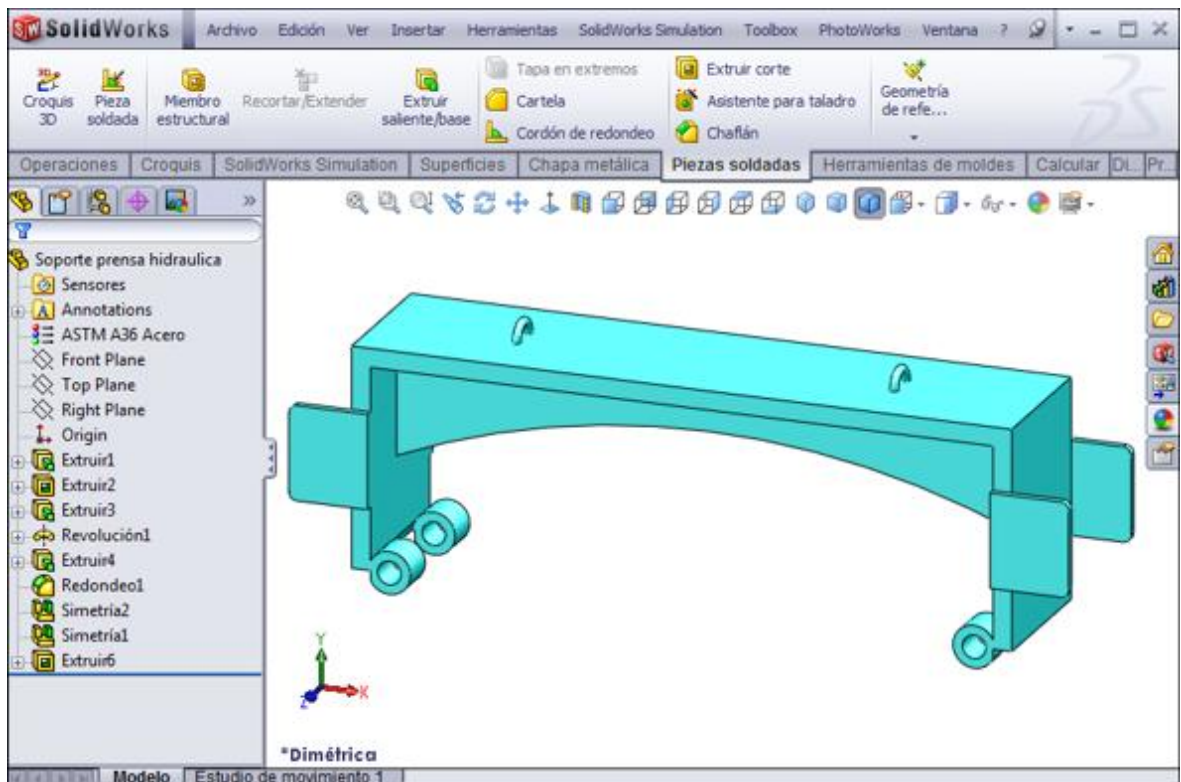 SolidWorks Archivo Edición Ver Insertar Herramientas SolidWorks Simulation Toolbox PhotoWorks Ventana ?
Croquis 3D
Pieza soldada
Miembro estructural
Recortar/Extender
Extruir saliente/base
Tapa en extremos
Cartela
Cordón de redondeo
Extruir corte
Asistente para taladro
Chaflán
Geometría de refe...
Operaciones Croquis SolidWorks Simulation Superficies Chapa metálica Piezas soldadas Herramientas de moldes Calcular Di... Pr...
Soporte prensa hidraulica
Sensores
Annotations
ASTM A36 Acero
Front Plane
Top Plane
Right Plane
Origin
Extruir1
Extruir2
Extruir3
Revolución1
Extruir4
Redondeo1
Simetría2
Simetría1
Extruir6
Y
X
Z
*Dimétrica
Modelo Estudio de movimiento 1